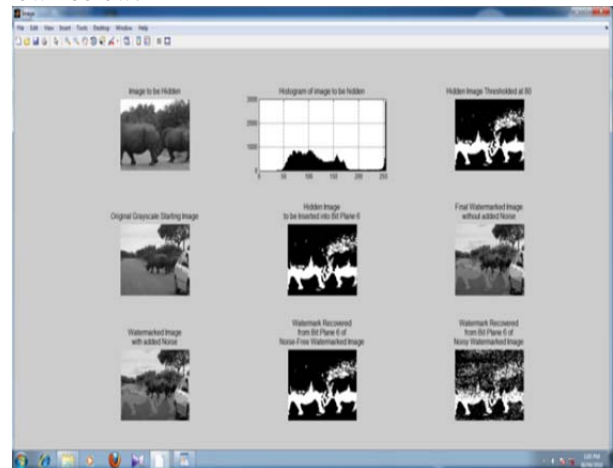 Image
File Edit View Insert Tools Desktop Window Help
Image to be Hidden
Histogram of image to be hidden
Hidden Image Thresholded at 80
3000
2000
1000
0
0 50 100 150 200 250
Original Grayscale Starting Image
Hidden Image
to be Inserted into Bit Plane 6
Final Watermarked Image
without added Noise
Watermarked Image
with added Noise
Watermark Recovered
from Bit Plane 6 of
Noise-Free Watermarked Image
Watermark Recovered
from Bit Plane 6 of
Noisy Watermarked Image